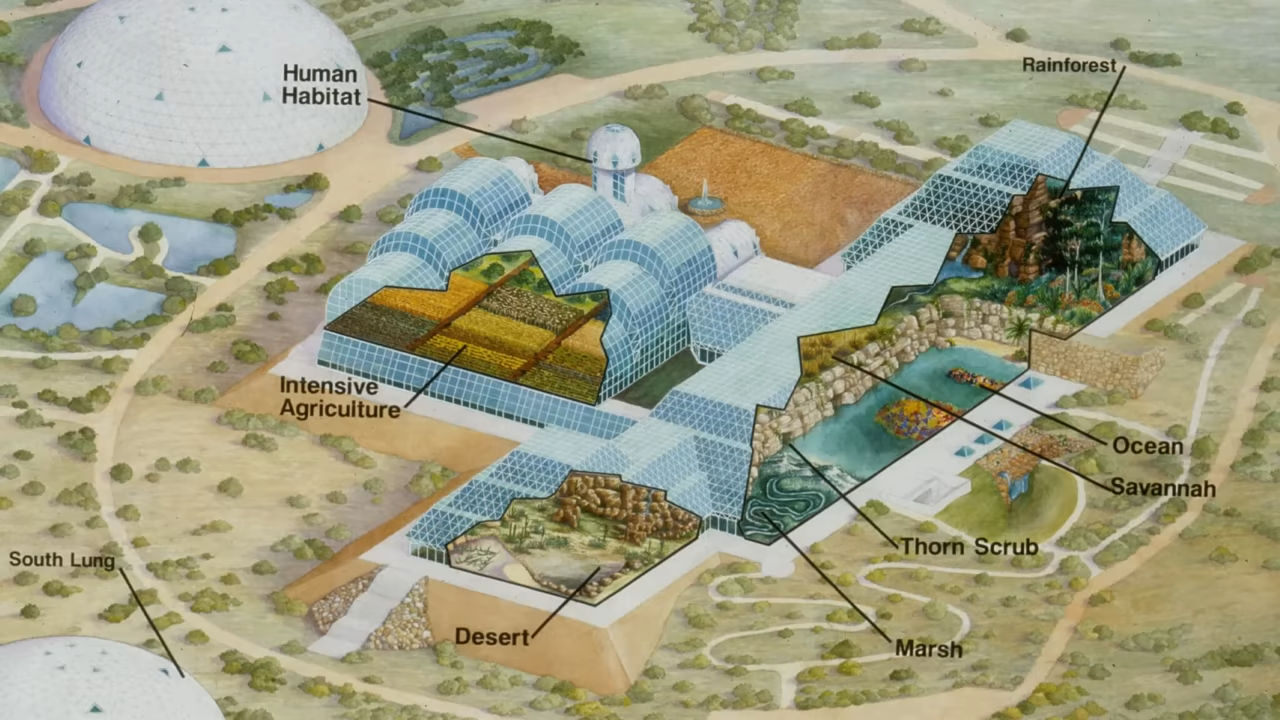 Human
Habitat
Rainforest
Intensive
Agriculture
Ocean
Savannah
Thorn Scrub
South Lung
Desert
Marsh